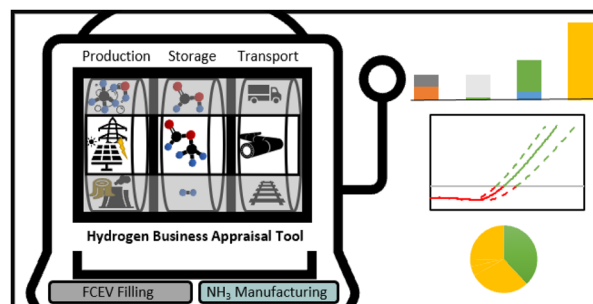 Production Storage Transport
Hydrogen Business Appraisal Tool
FCEV Filling NH₃ Manufacturing